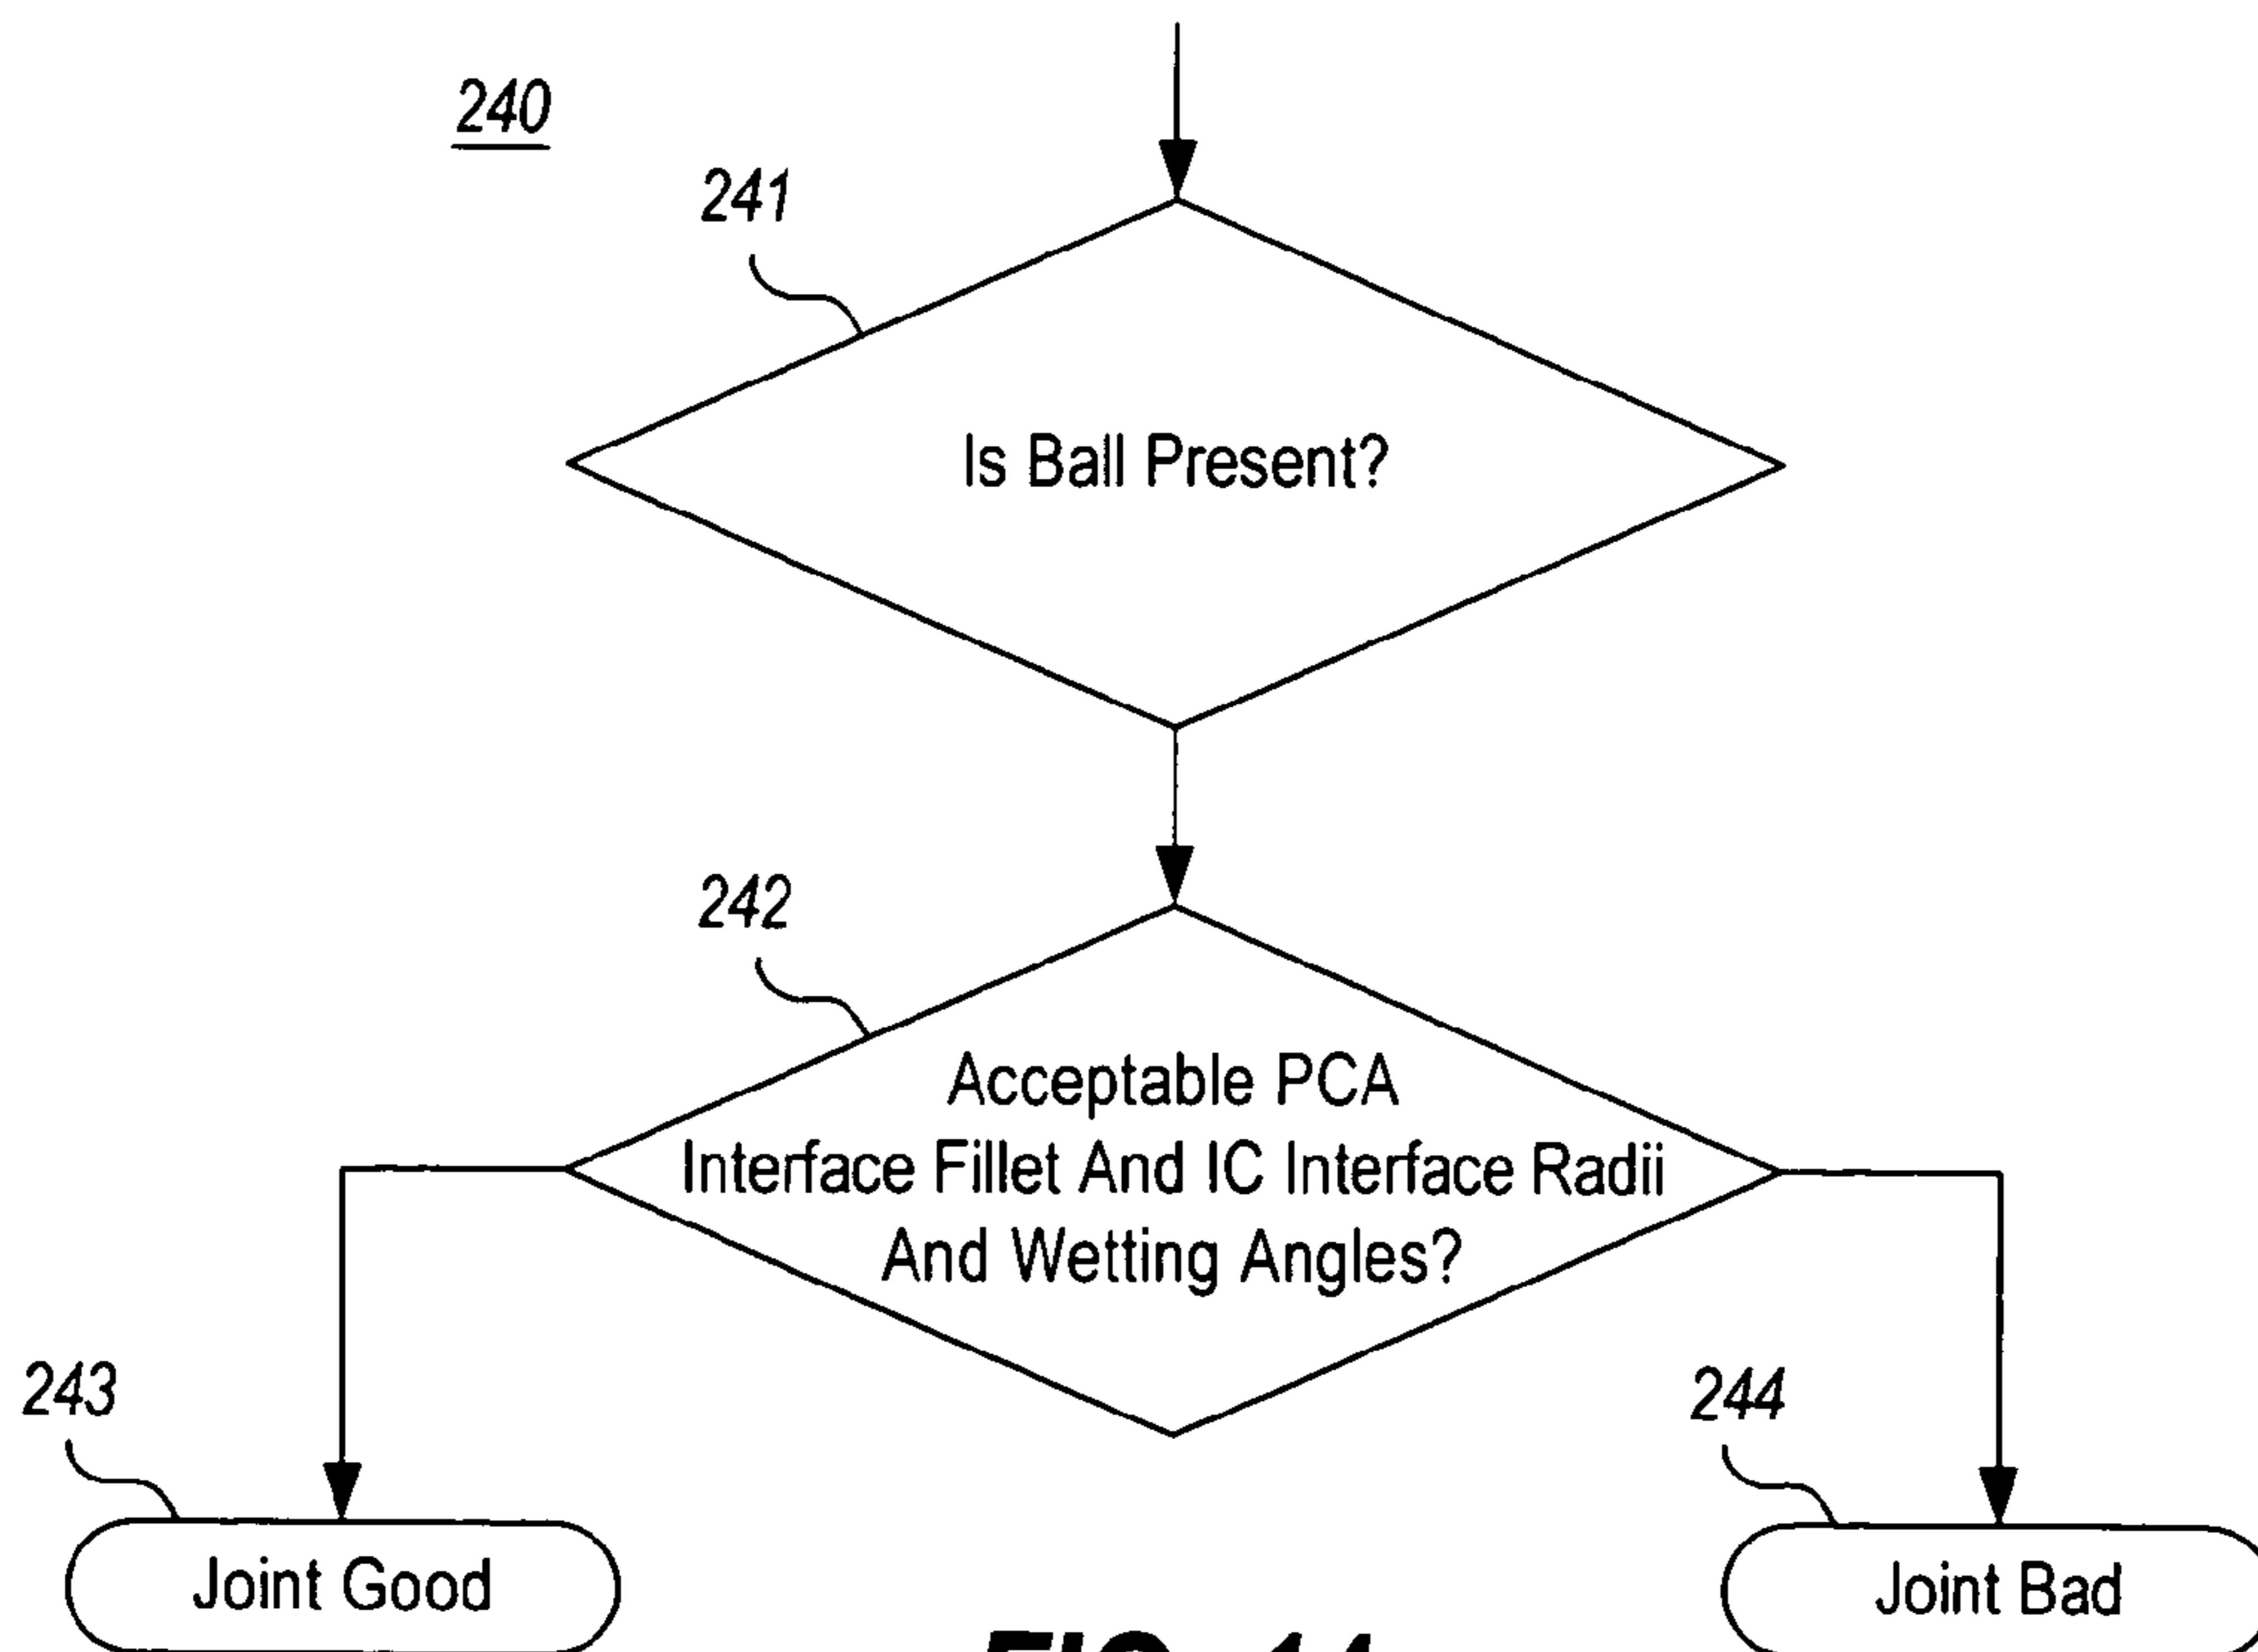 240
241
Is Ball Present?
242
Acceptable PCA
Interface Fillet And IC Interface Radii
And Wetting Angles?
243
244
Joint Good
Joint Bad